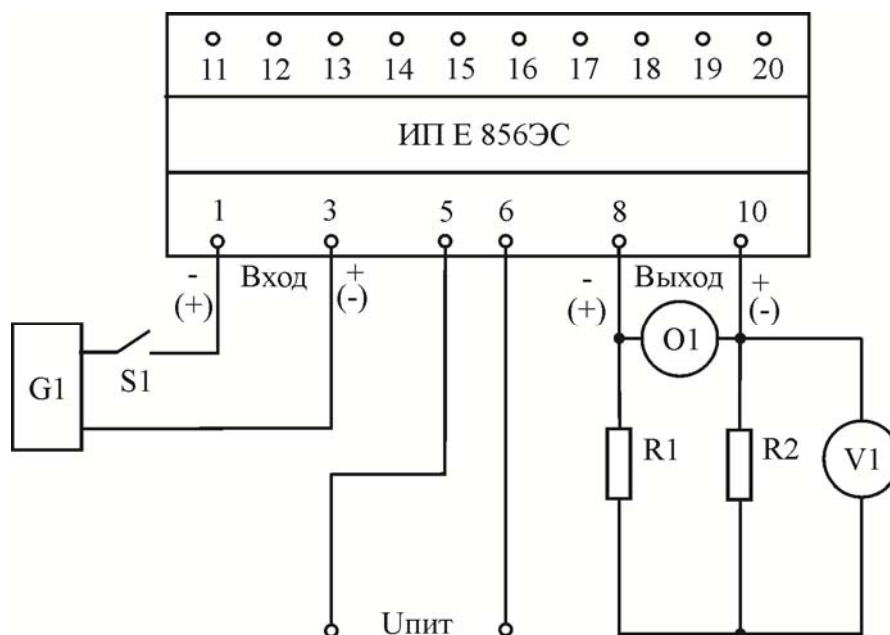 11 12 13 14 15 16 17 18 19 20
ИП Е 856ЭС
1 3 5 6 8 10
- Вход + - Выход +
(+) (-) (+) (-)
О1
G1 S1
R1 R2 V1
Uпит